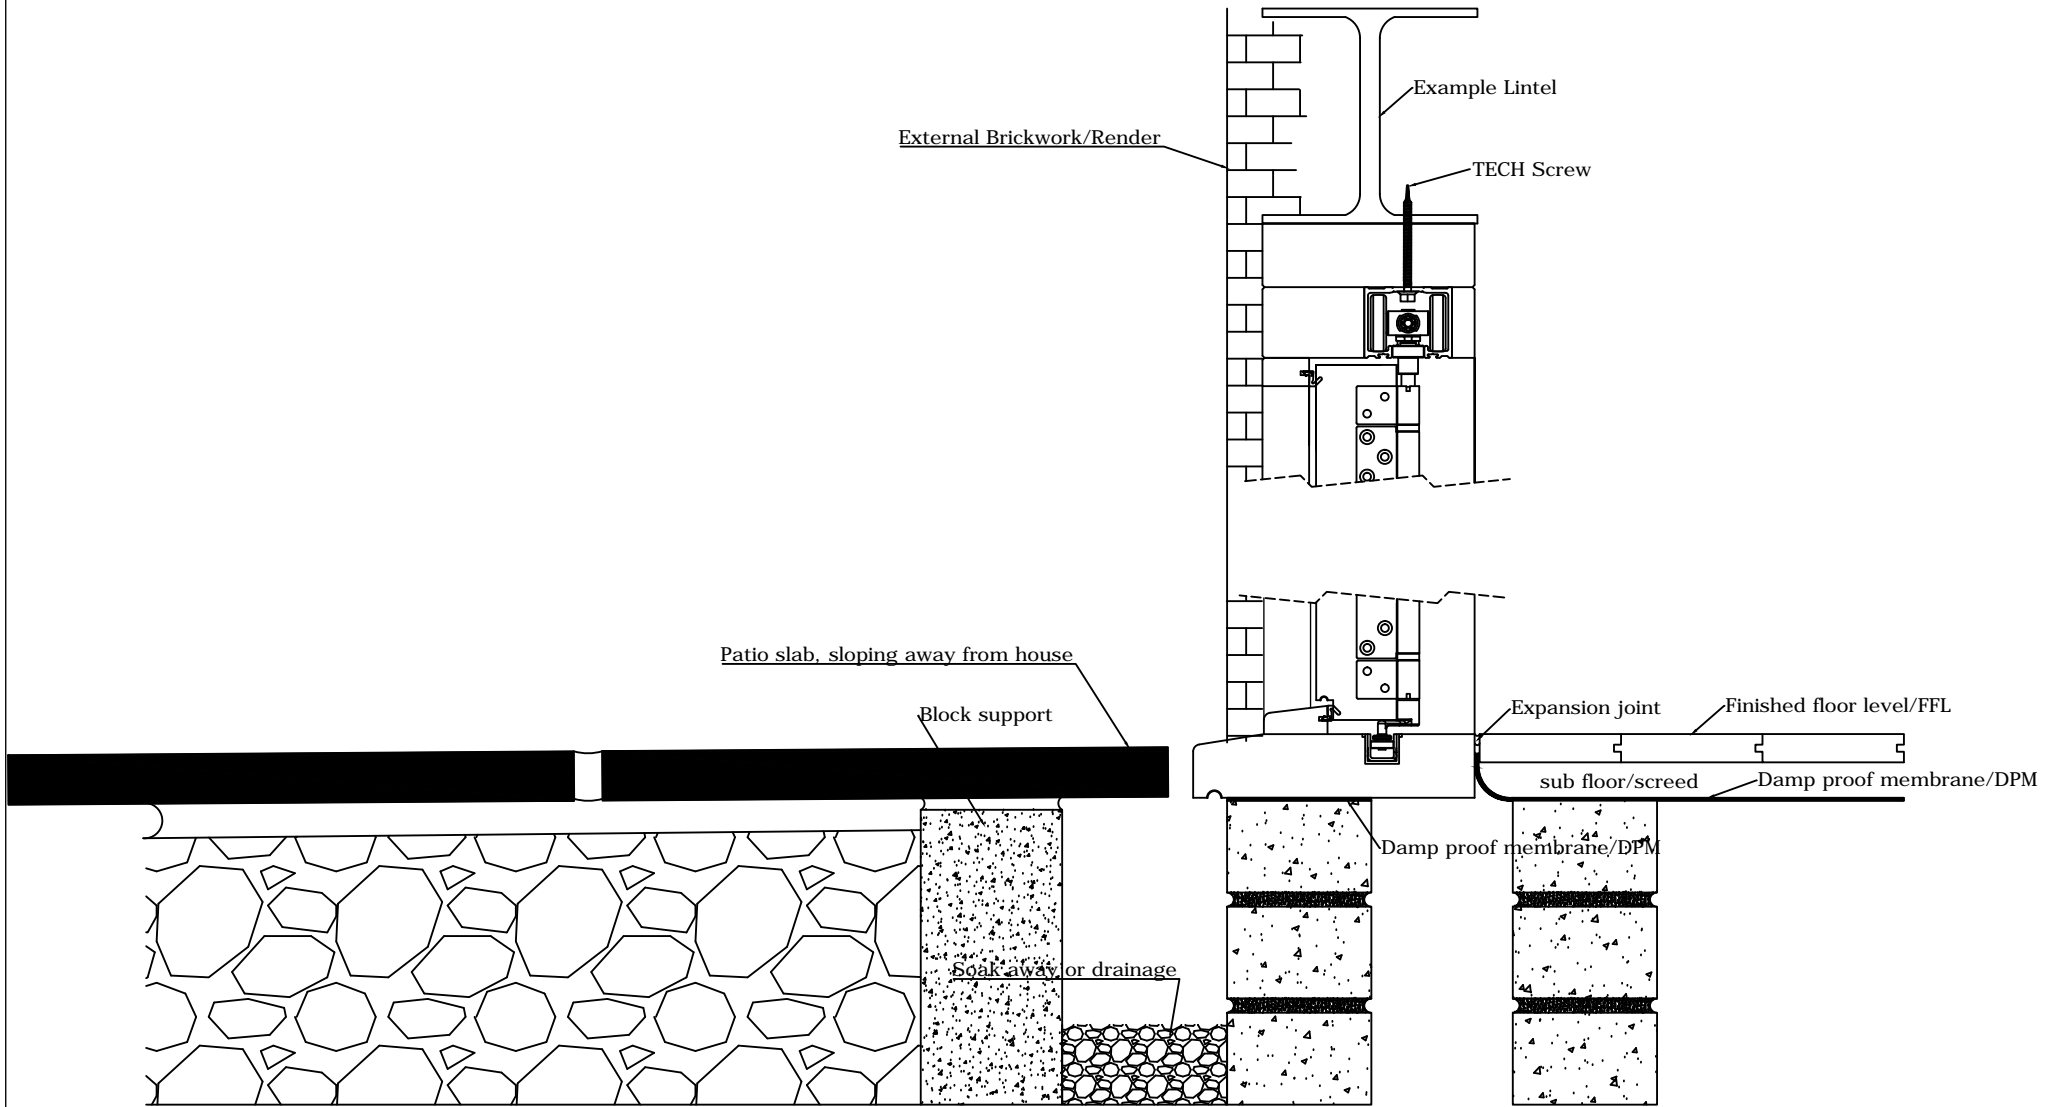 Example Lintel
External Brickwork/Render
TECH Screw
Patio slab, sloping away from house
Block support
Expansion joint
Finished floor level/FFL
sub floor/screed
Damp proof membrane/DPM
Damp proof membrane/DPM
Soak away or drainage